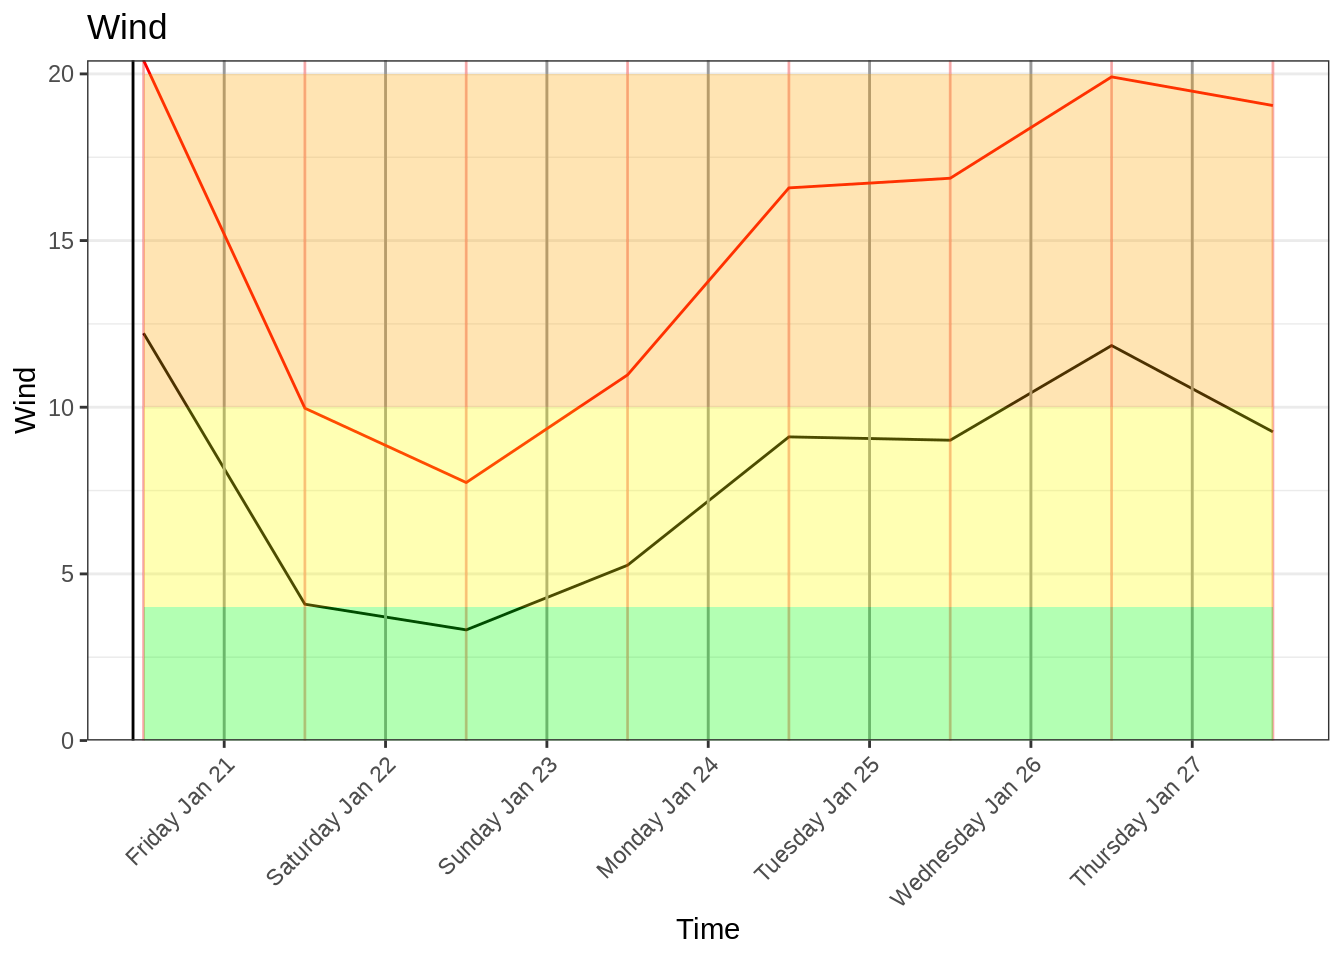 Wind
Wind
20
15
10
5
0
Friday Jan 21
Saturday Jan 22
Sunday Jan 23
Monday Jan 24
Tuesday Jan 25
Wednesday Jan 26
Thursday Jan 27
Time